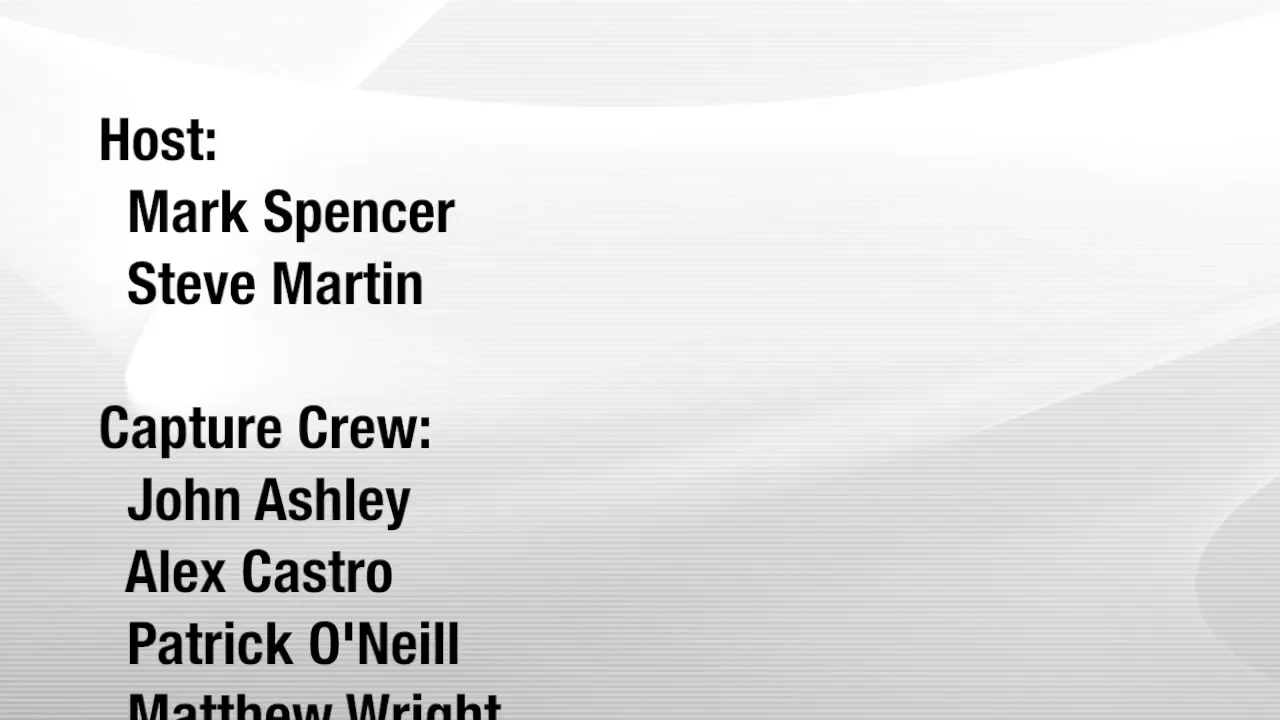 Host:
Mark Spencer
Steve Martin
Capture Crew:
John Ashley
Alex Castro
Patrick O'Neill
Matthew Wright